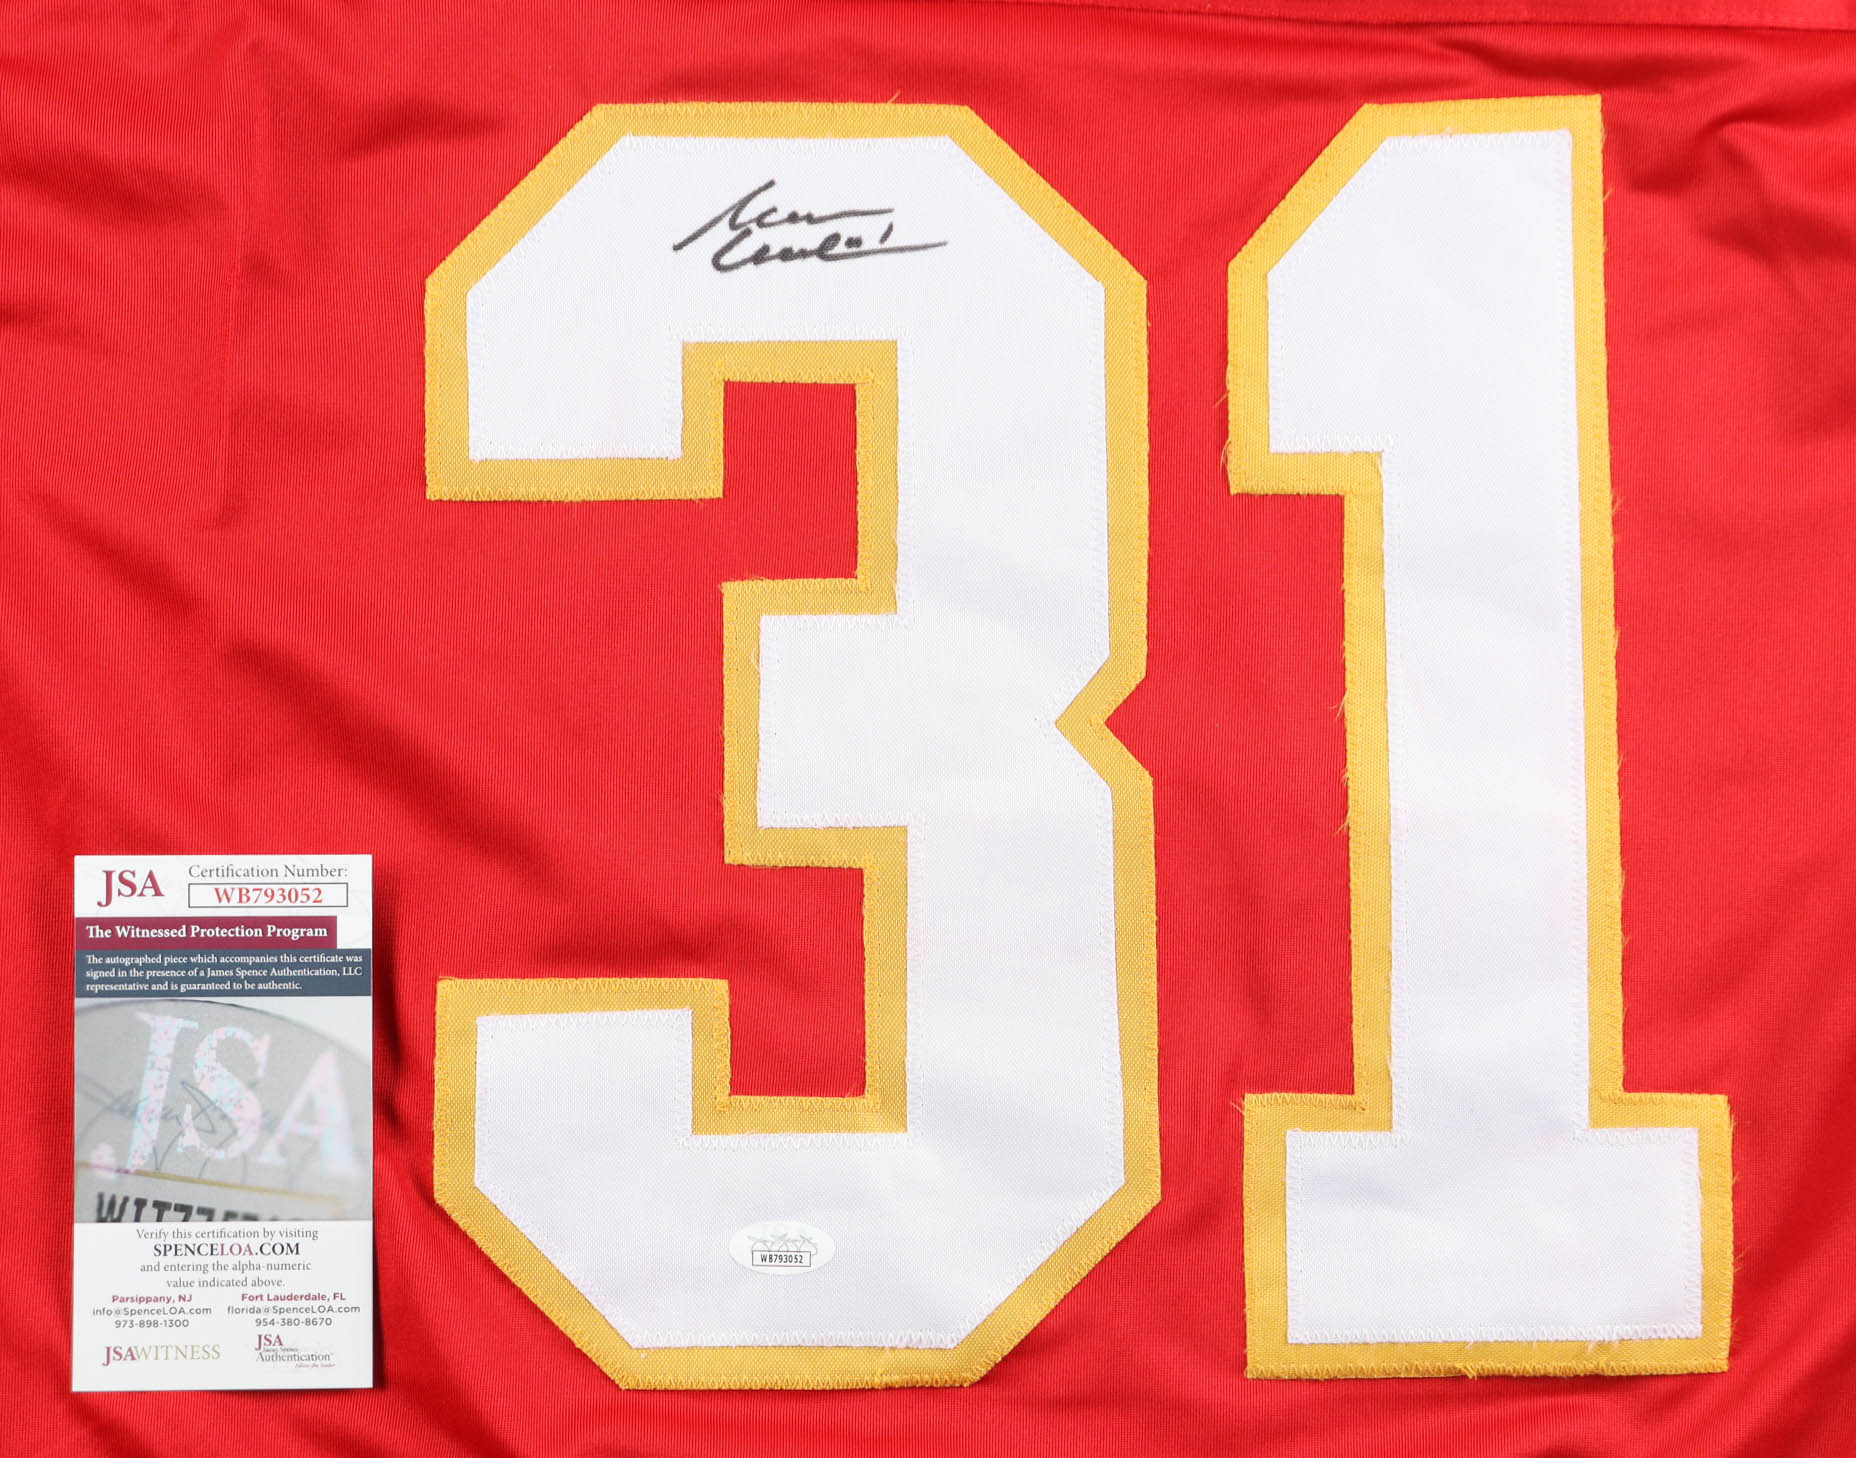 31
JSA
Certification Number:
WB793052
The Witnessed Protection Program
The autographed piece which accompanies this certificate was
signed in the presence of a James Spence Authentication, LLC
representative and is guaranteed to be authentic.
JSA
Verify this certification by visiting
SPENCELOA.COM
and entering the alpha-numeric
value indicated above.
Parsippany, NJ
info@SpenceLOA.com
973-898-1300
Fort Lauderdale, FL
florida@SpenceLOA.com
954-380-8670
JSAWITNESS
JSA
James Spence
Authentication
WB793052